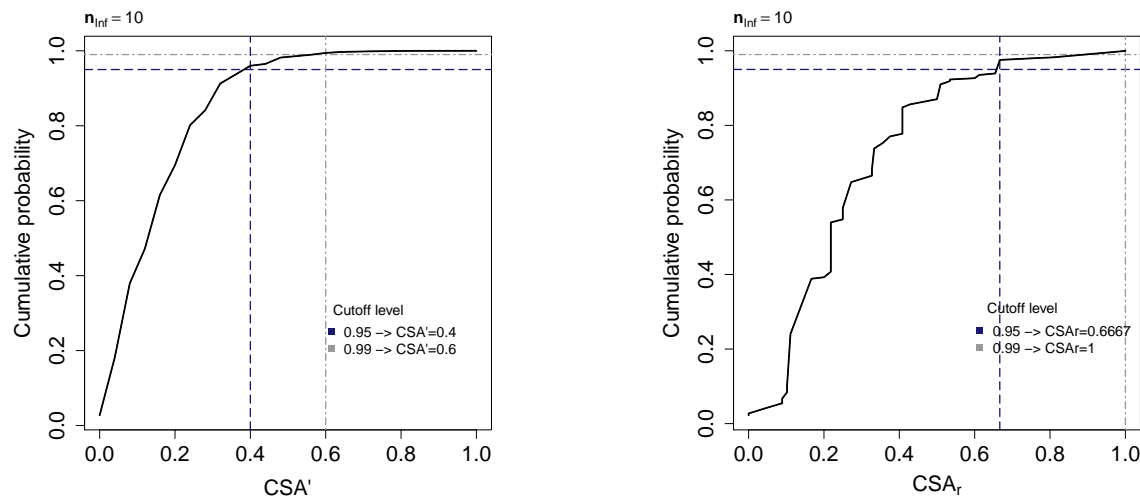 n_Inf = 10
Cumulative probability
1.0
0.8
0.6
0.4
0.2
0.0
Cutoff level
0.95 −> CSA'=0.4
0.99 −> CSA'=0.6
0.0 0.2 0.4 0.6 0.8 1.0
CSA'
n_Inf = 10
Cumulative probability
1.0
0.8
0.6
0.4
0.2
0.0
Cutoff level
0.95 −> CSAr=0.6667
0.99 −> CSAr=1
0.0 0.2 0.4 0.6 0.8 1.0
CSA_r